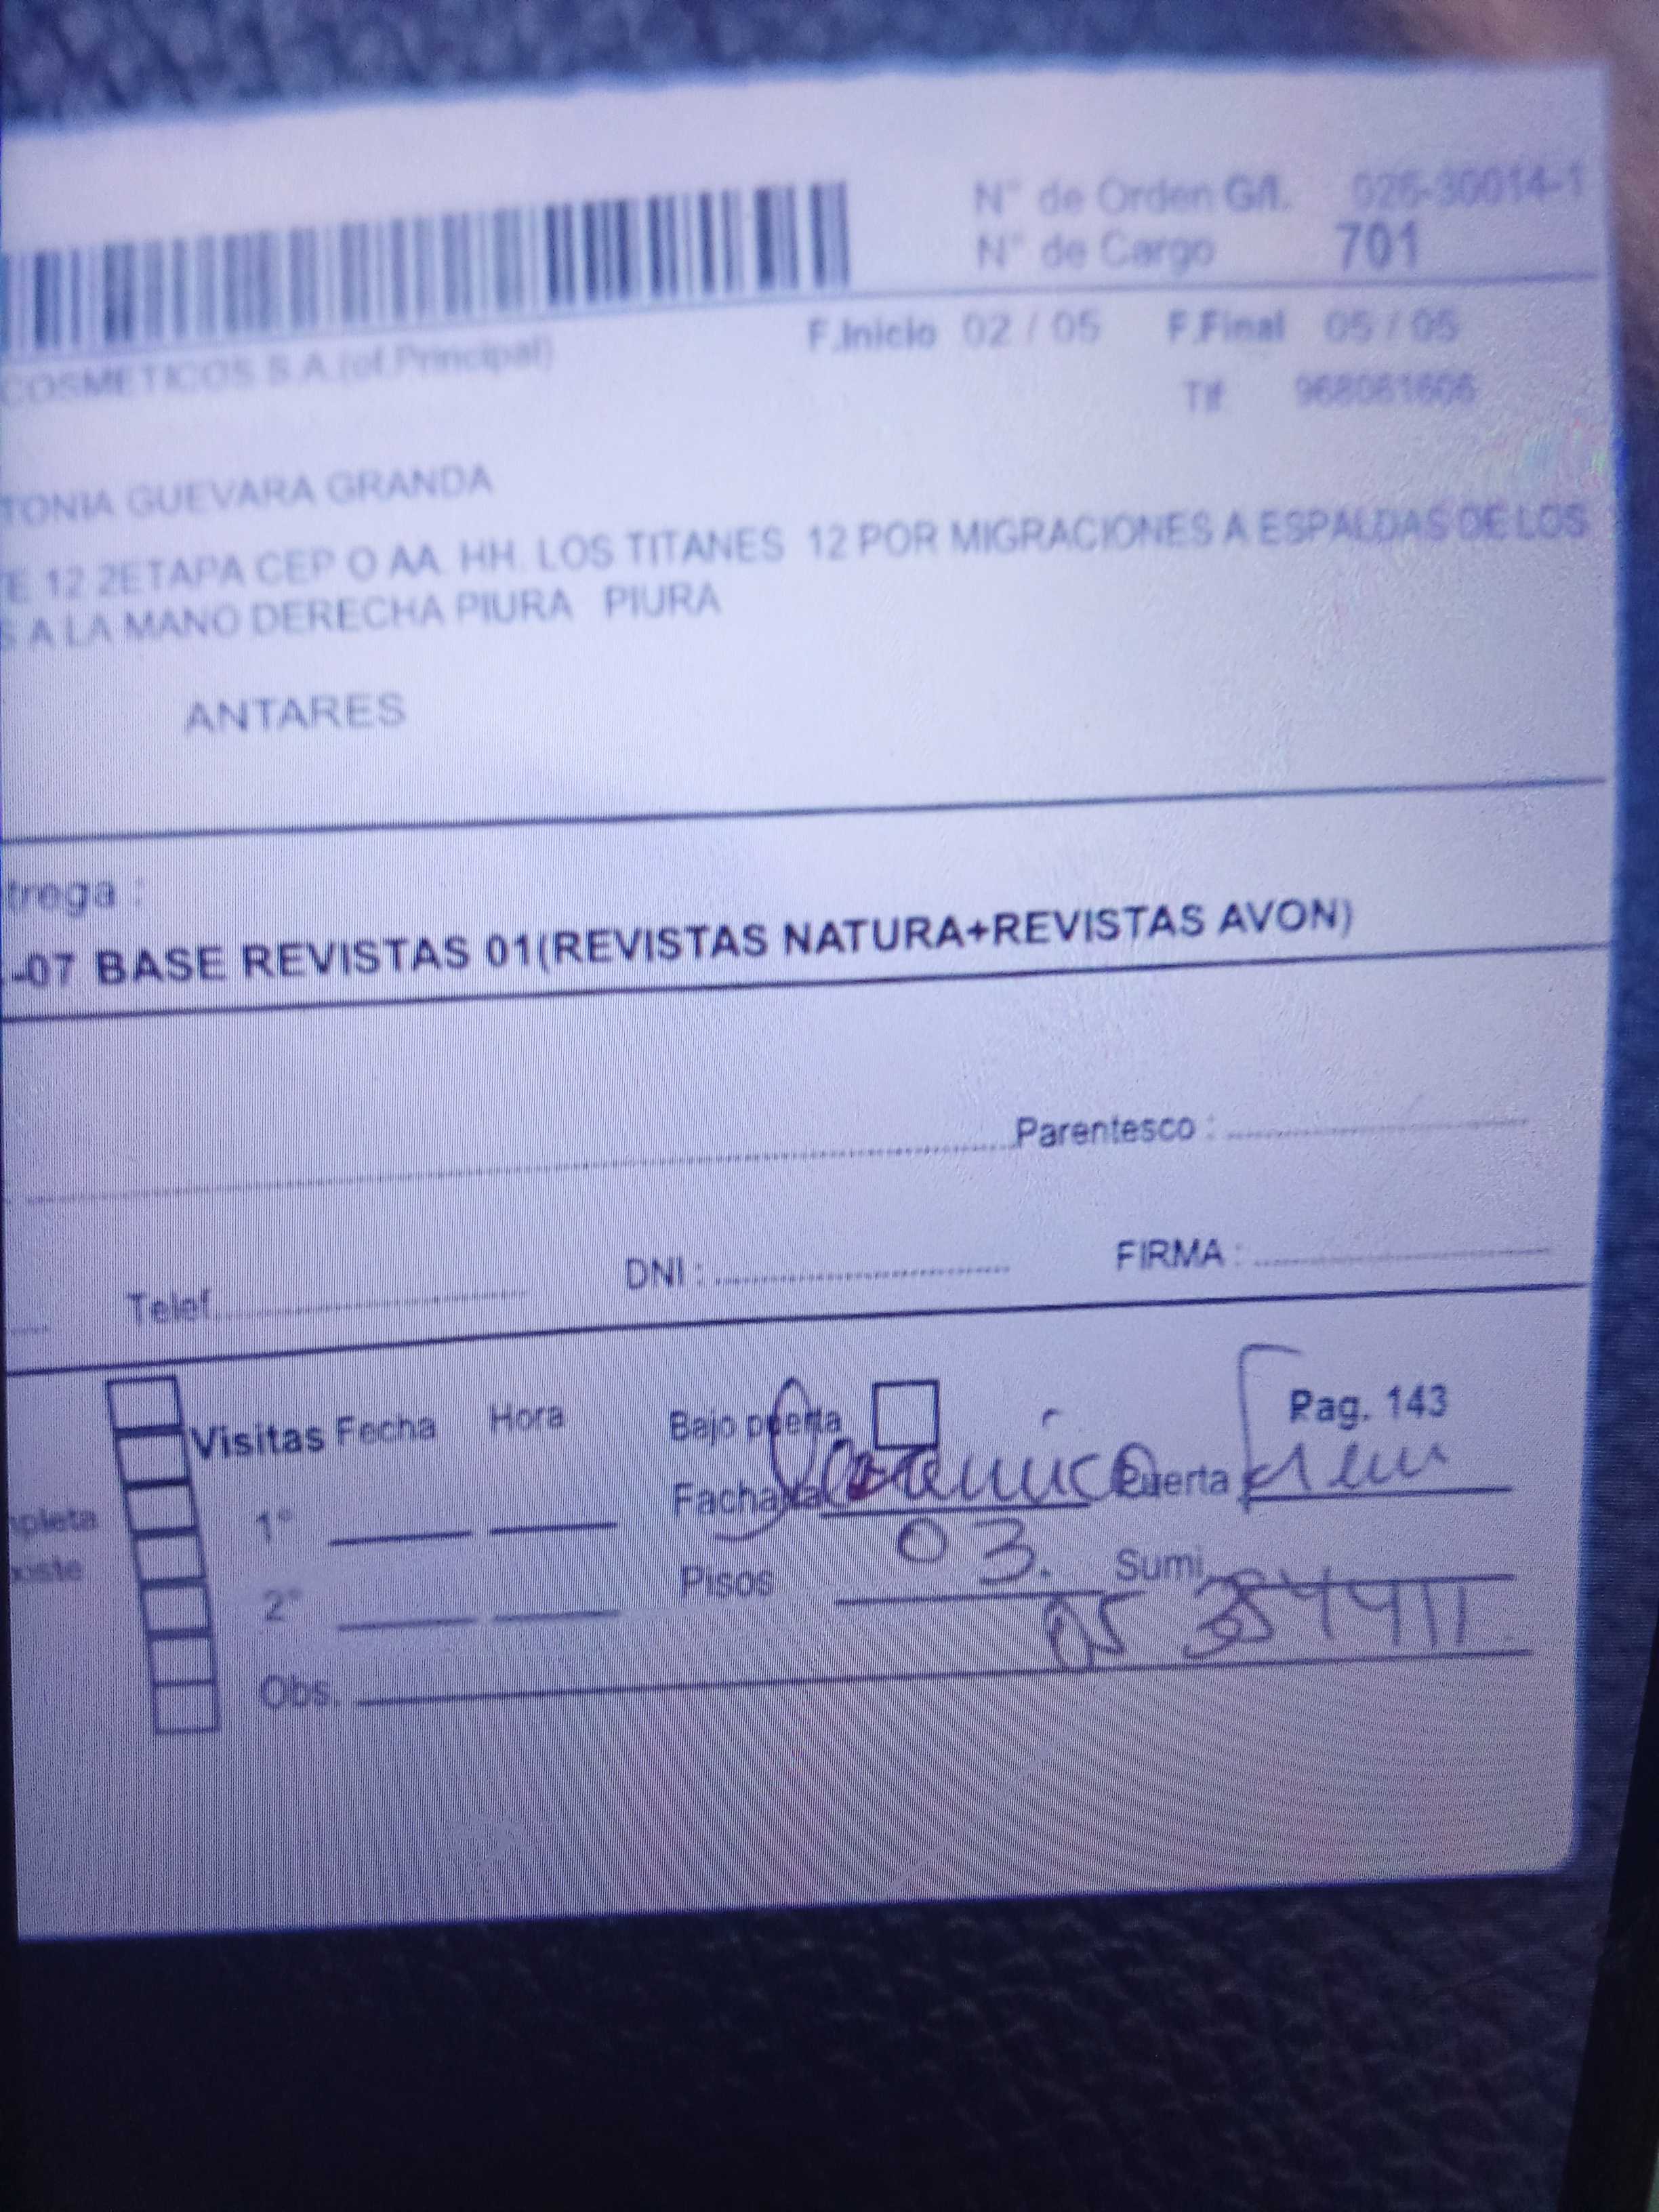 N° de Orden G/I. 026-30014-1
N° de Cargo 701
F.Inicio 02 / 05 F.Final 05 / 05
COSMETICOS S.A.(of.Principal)
Tlf 968081606
TONIA GUEVARA GRANDA
E 12 2ETAPA CEP O AA. HH. LOS TITANES 12 POR MIGRACIONES A ESPALDAS DE LOS
S A LA MANO DERECHA PIURA PIURA
ANTARES
trega :
-07 BASE REVISTAS 01(REVISTAS NATURA+REVISTAS AVON)
Parentesco :
Telef. DNI : FIRMA :
Visitas Fecha Hora Bajo puerta Pag. 143
pleta 1° Fachada Puerta
oste 2° Pisos 03. Sumi.
Obs.